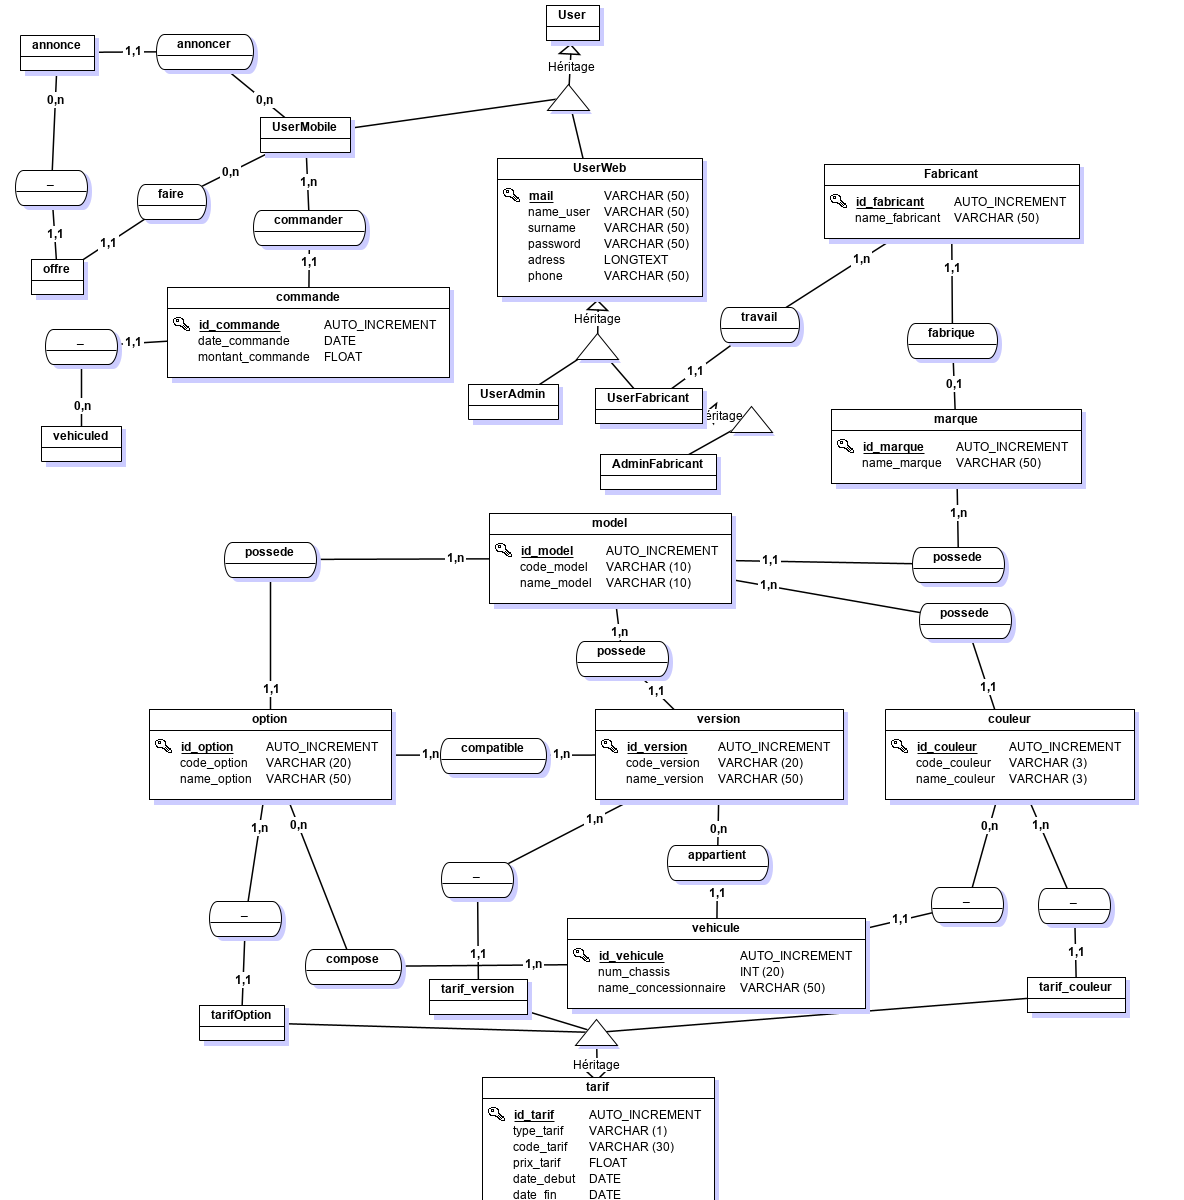 User
annonce
1,1
annoncer
Héritage
0,n
0,n
UserMobile
UserWeb
mail VARCHAR (50)
name_user VARCHAR (50)
surname VARCHAR (50)
password VARCHAR (50)
adress LONGTEXT
phone VARCHAR (50)
Fabricant
id_fabricant AUTO_INCREMENT
name_fabricant VARCHAR (50)
0,n
1,n
_
faire
commander
1,1
1,1
1,1
offre
1,n
1,1
commande
id_commande AUTO_INCREMENT
date_commande DATE
montant_commande FLOAT
Héritage
travail
fabrique
_
1,1
1,1
0,1
0,n
UserAdmin
UserFabricant
éritage
vehiculed
AdminFabricant
marque
id_marque AUTO_INCREMENT
name_marque VARCHAR (50)
1,n
model
id_model AUTO_INCREMENT
code_model VARCHAR (10)
name_model VARCHAR (10)
possede
1,n
1,1
possede
1,n
possede
1,n
possede
1,1
1,1
1,1
option
id_option AUTO_INCREMENT
code_option VARCHAR (20)
name_option VARCHAR (50)
1,n
compatible
1,n
version
id_version AUTO_INCREMENT
code_version VARCHAR (20)
name_version VARCHAR (50)
couleur
id_couleur AUTO_INCREMENT
code_couleur VARCHAR (3)
name_couleur VARCHAR (3)
1,n
0,n
1,n
0,n
0,n
1,n
appartient
_
_
_
_
1,1
1,1
compose
1,n
1,1
vehicule
id_vehicule AUTO_INCREMENT
num_chassis INT (20)
name_concessionnaire VARCHAR (50)
1,1
1,1
tarif_version
tarif_couleur
tarifOption
Héritage
tarif
id_tarif AUTO_INCREMENT
type_tarif VARCHAR (1)
code_tarif VARCHAR (30)
prix_tarif FLOAT
date_debut DATE
date_fin DATE